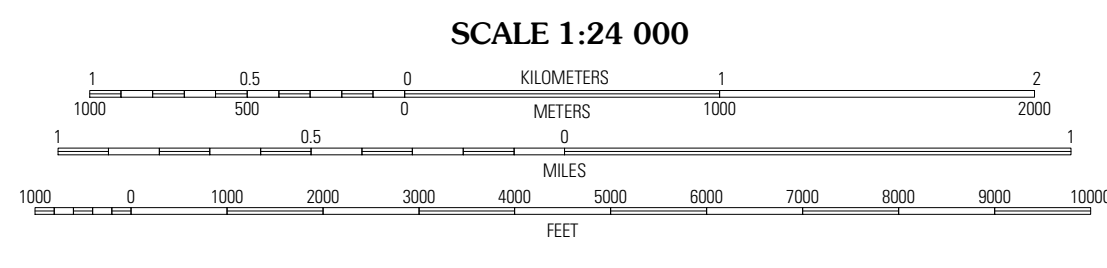 SCALE 1:24 000
1 0.5 0 KILOMETERS 1 2
1000 500 0 METERS 1000 2000
1 0.5 0 1
MILES
1000 0 1000 2000 3000 4000 5000 6000 7000 8000 9000 10000
FEET